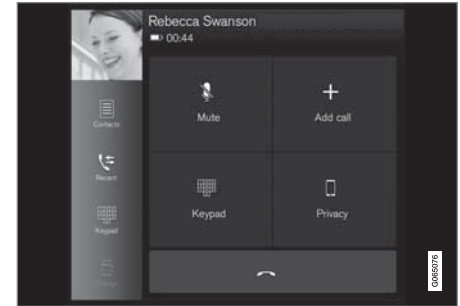 Rebecca Swanson
00:44
Contacts
Recent
Keypad
Mute
Add call
Keypad
Privacy
G065076